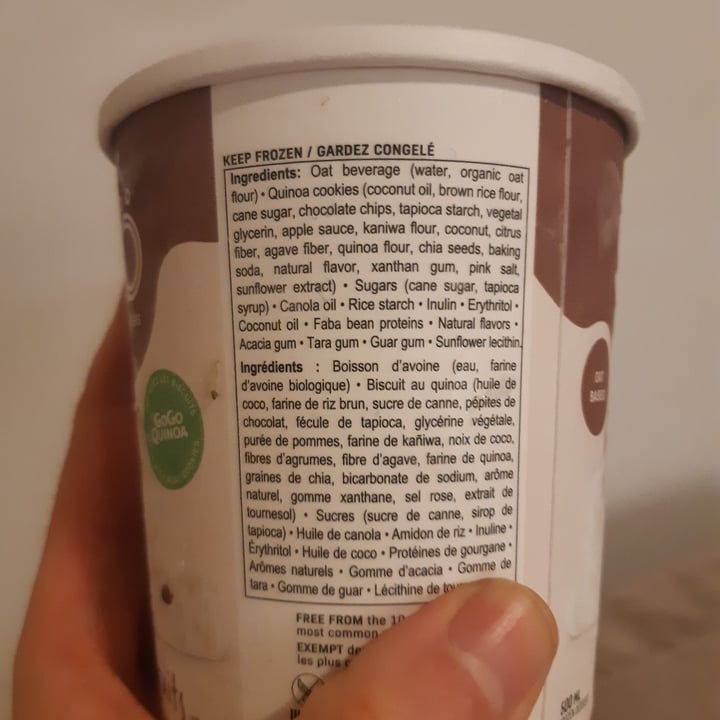 KEEP FROZEN / GARDEZ CONGELÉ
Ingredients: Oat beverage (water, organic oat
flour) • Quinoa cookies (coconut oil, brown rice flour,
cane sugar, chocolate chips, tapioca starch, vegetal
glycerin, apple sauce, kaniwa flour, coconut, citrus
fiber, agave fiber, quinoa flour, chia seeds, baking
soda, natural flavor, xanthan gum, pink salt,
sunflower extract) • Sugars (cane sugar, tapioca
syrup) • Canola oil • Rice starch • Inulin • Erythritol •
Coconut oil • Faba bean proteins • Natural flavors •
Acacia gum • Tara gum • Guar gum • Sunflower lecithin.
Ingrédients : Boisson d'avoine (eau, farine
d'avoine biologique) • Biscuit au quinoa (huile de
coco, farine de riz brun, sucre de canne, pépites de
chocolat, fécule de tapioca, glycérine végétale,
purée de pommes, farine de kañiwa, noix de coco,
fibres d'agrumes, fibre d'agave, farine de quinoa,
graines de chia, bicarbonate de sodium, arôme
naturel, gomme xanthane, sel rose, extrait de
tournesol) • Sucres (sucre de canne, sirop de
tapioca) • Huile de canola • Amidon de riz • Inuline •
Érythritol • Huile de coco • Protéines de gourgane •
Arômes naturels • Gomme d'acacia • Gomme de
tara • Gomme de guar • Lécithine de
FREE FROM the
most common
EXEMPT
les plus
GoGo
QUINOA
OAT
BASED
500 ML